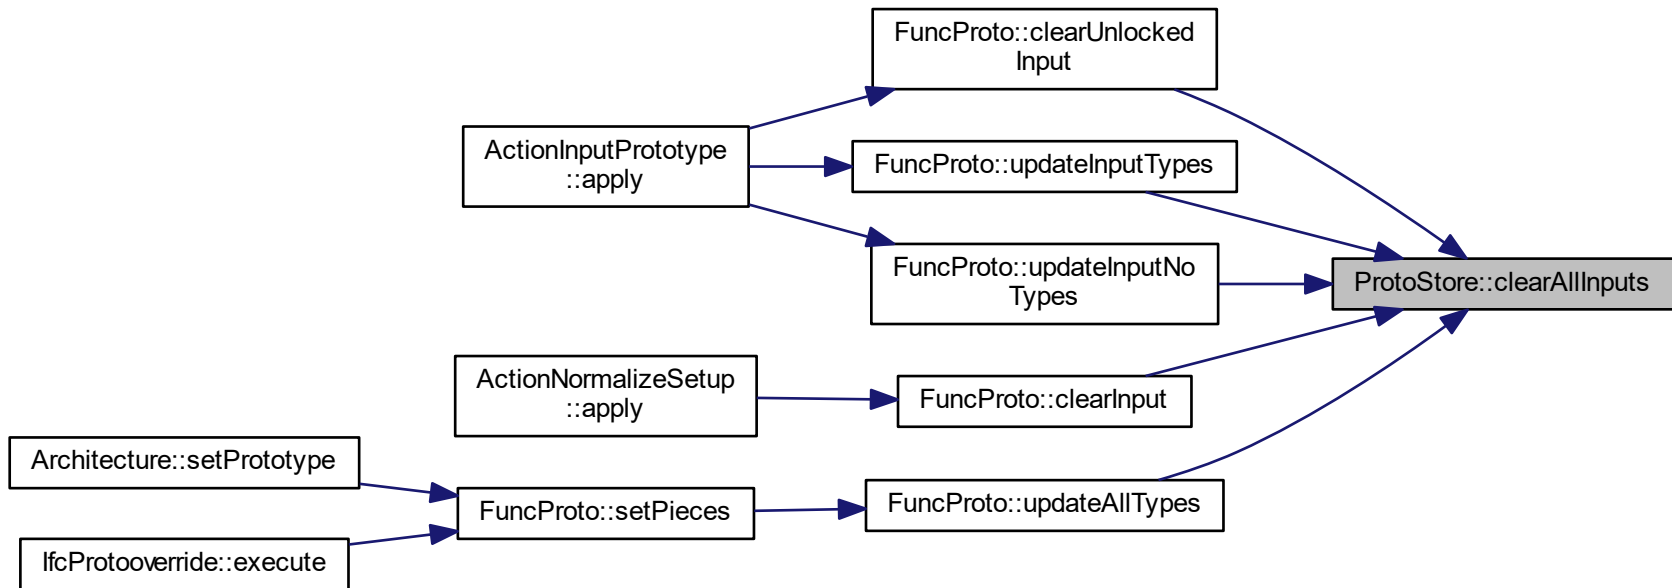 FuncProto::clearUnlocked
Input
ActionInputPrototype
::apply
FuncProto::updateInputTypes
FuncProto::updateInputNo
Types
ProtoStore::clearAllInputs
ActionNormalizeSetup
::apply
FuncProto::clearInput
Architecture::setPrototype
FuncProto::setPieces
FuncProto::updateAllTypes
IfcProtooverride::execute